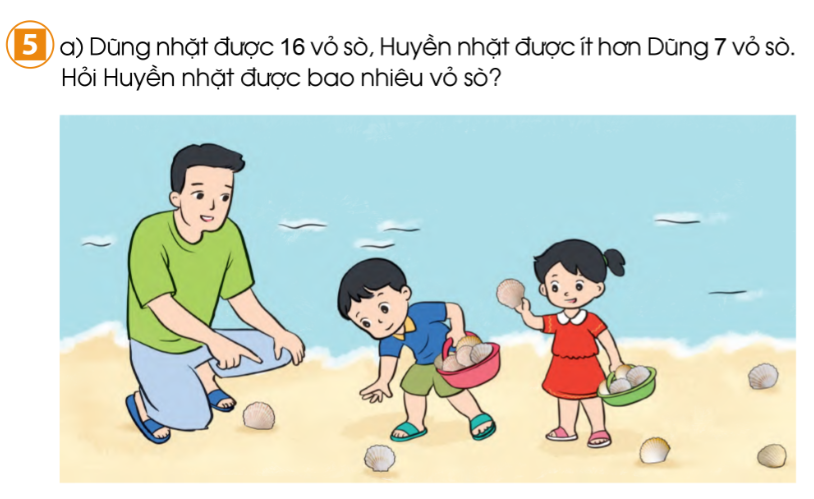 5 a) Dũng nhặt được 16 vỏ sò, Huyền nhặt được ít hơn Dũng 7 vỏ sò.
Hỏi Huyền nhặt được bao nhiêu vỏ sò?